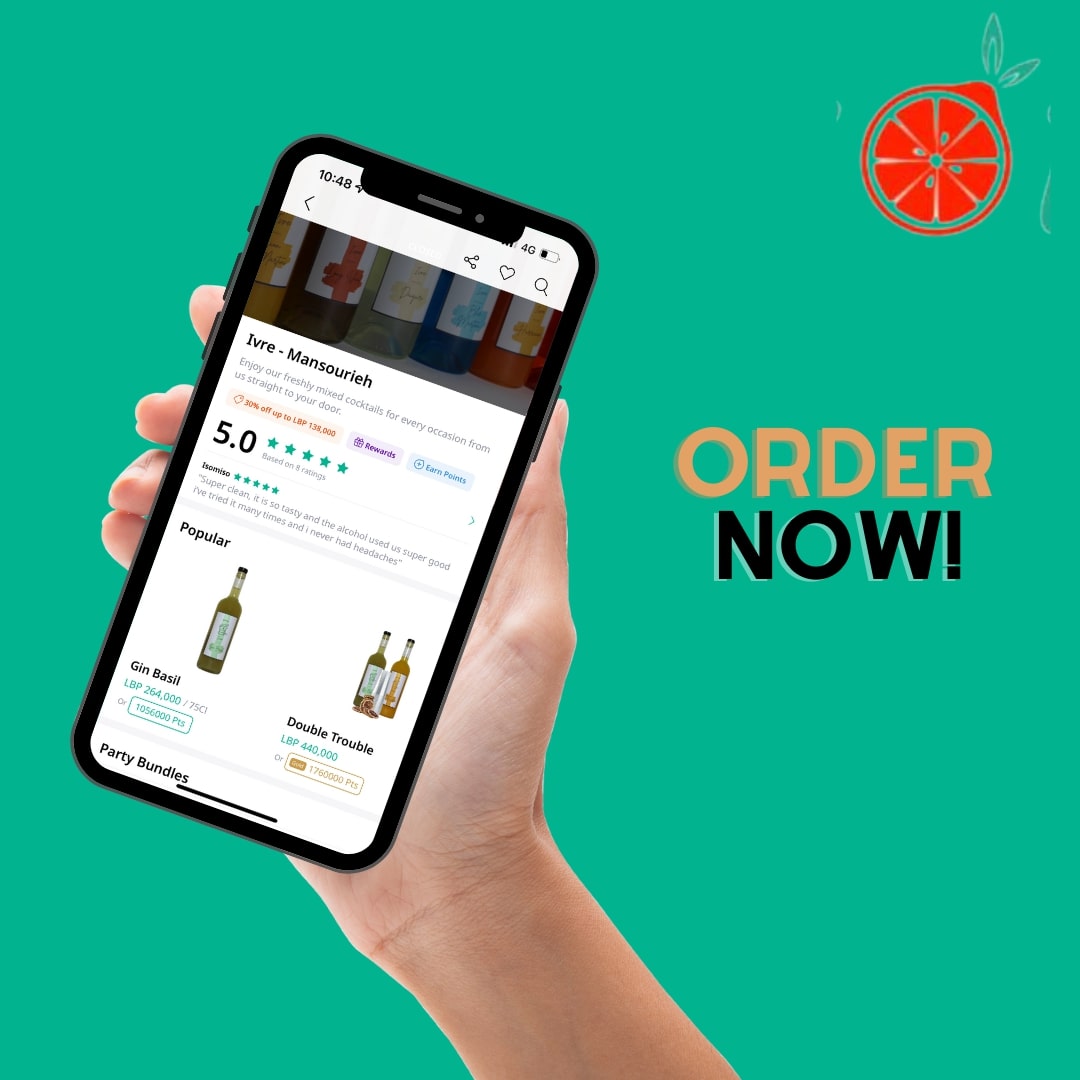 10:48
4G
Ivre - Mansourieh
Enjoy our freshly mixed cocktails for every occasion from
us straight to your door.
30% off up to LBP 138,000
Rewards
Earn Points
5.0
Based on 8 ratings
Isomiso
"Super clean, it is so tasty and the alcohol used us super good
i've tried it many times and i never had headaches"
Popular
Gin Basil
LBP 264,000 / 75Cl
Or 1056000 Pts
Double Trouble
LBP 440,000
Or Gold 1760000 Pts
Party Bundles
ORDER
NOW!